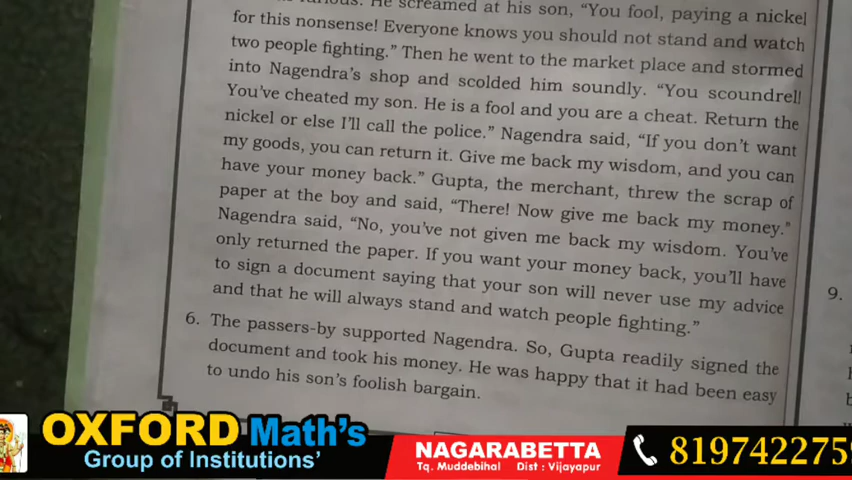 He screamed at his son, "You fool, paying a nickel
for this nonsense! Everyone knows you should not stand and watch
two people fighting." Then he went to the market place and stormed
into Nagendra's shop and scolded him soundly. "You scoundrel!
You've cheated my son. He is a fool and you are a cheat. Return the
nickel or else I'll call the police." Nagendra said, "If you don't want
my goods, you can return it. Give me back my wisdom, and you can
have your money back." Gupta, the merchant, threw the scrap of
paper at the boy and said, "There! Now give me back my money."
Nagendra said, "No, you've not given me back my wisdom. You've
only returned the paper. If you want your money back, you'll have
to sign a document saying that your son will never use my advice
and that he will always stand and watch people fighting."
6. The passers-by supported Nagendra. So, Gupta readily signed the
document and took his money. He was happy that it had been easy
to undo his son's foolish bargain.
9.
OXFORD Math's
Group of Institutions'
NAGARABETTA
Tq. Muddebihal Dist : Vijayapur